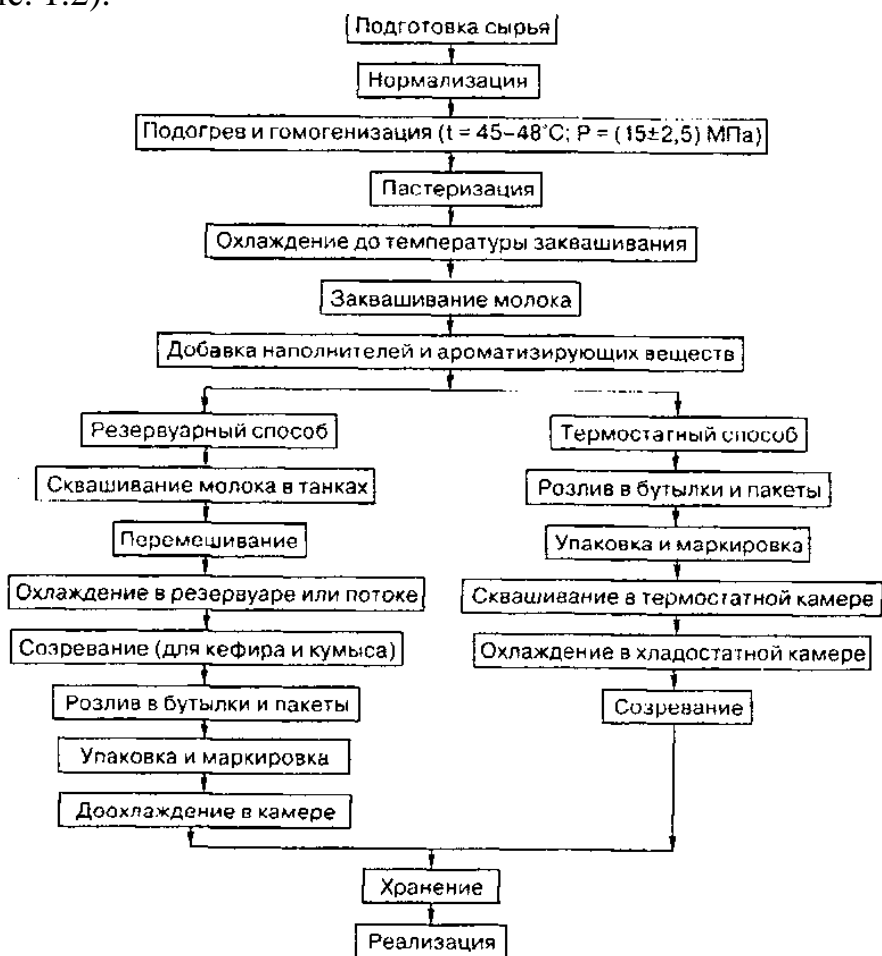 1.2).
Подготовка сырья
Нормализация
Подогрев и гомогенизация (t = 45–48°С; Р = (15±2,5) МПа)
Пастеризация
Охлаждение до температуры заквашивания
Заквашивание молока
Добавка наполнителей и ароматизирующих веществ
Резервуарный способ
Сквашивание молока в танках
Перемешивание
Охлаждение в резервуаре или потоке
Созревание (для кефира и кумыса)
Розлив в бутылки и пакеты
Упаковка и маркировка
Доохлаждение в камере
Термостатный способ
Розлив в бутылки и пакеты
Упаковка и маркировка
Сквашивание в термостатной камере
Охлаждение в хладостатной камере
Созревание
Хранение
Реализация